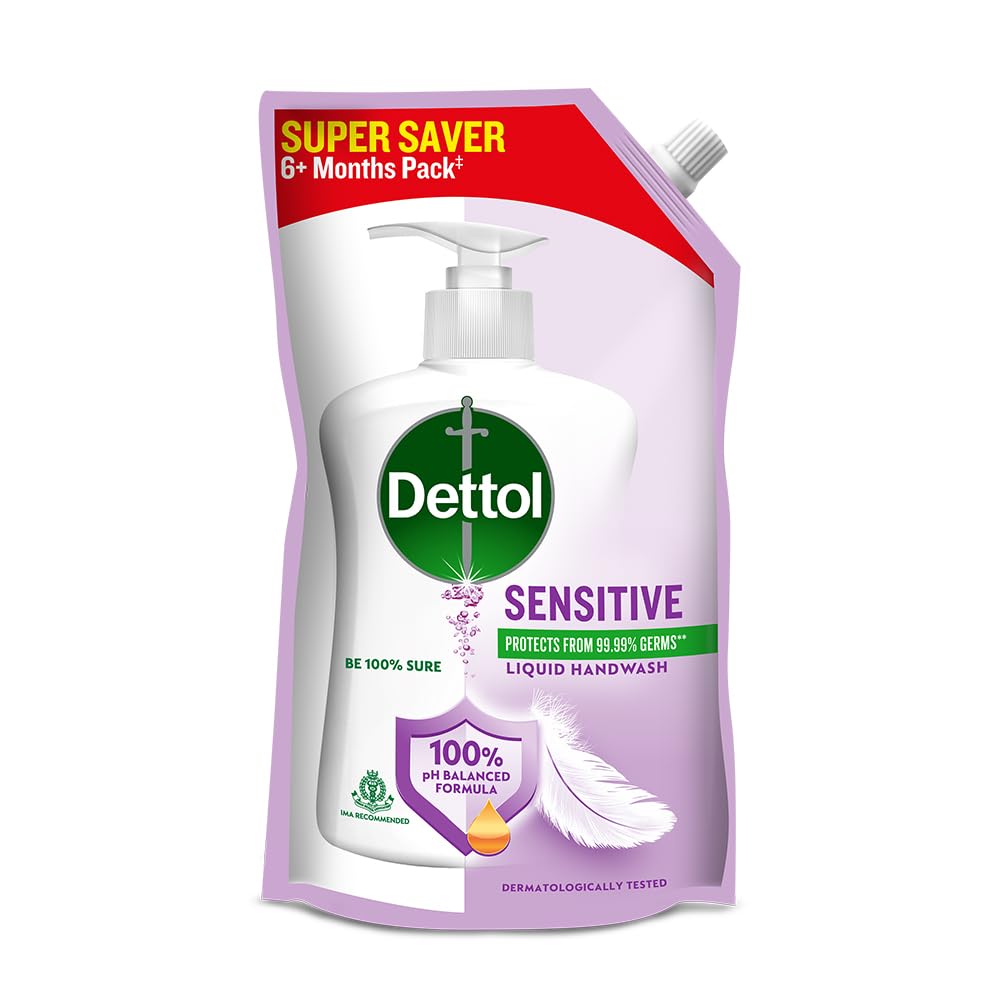 SUPER SAVER
6+ Months Pack‡
Dettol
SENSITIVE
PROTECTS FROM 99.99% GERMS**
LIQUID HANDWASH
BE 100% SURE
100%
pH BALANCED
FORMULA
IMA RECOMMENDED
DERMATOLOGICALLY TESTED